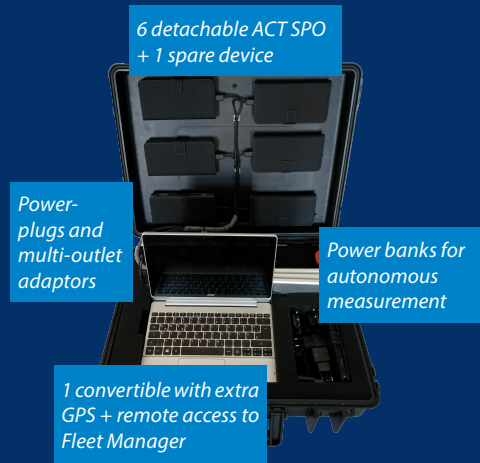 6 detachable ACT SPO
+ 1 spare device
Power-
plugs and
multi-outlet
adaptors
Power banks for
autonomous
measurement
1 convertible with extra
GPS + remote access to
Fleet Manager